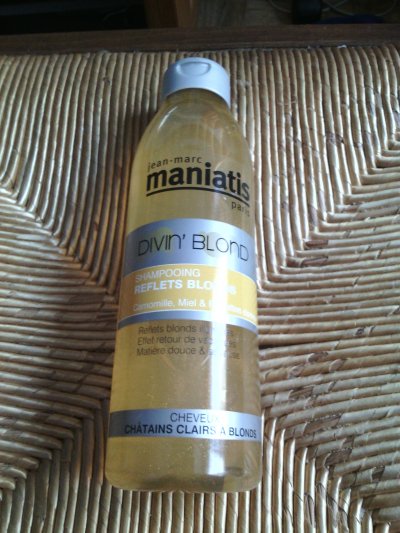 jean-marc
maniatis
paris
DIVIN' BLOND
SHAMPOOING
REFLETS BLONDS
Camomille, Miel &
Reflets blonds
Effet retour de
Matière douce &
CHEVEUX
CHÂTAINS CLAIRS À BLONDS